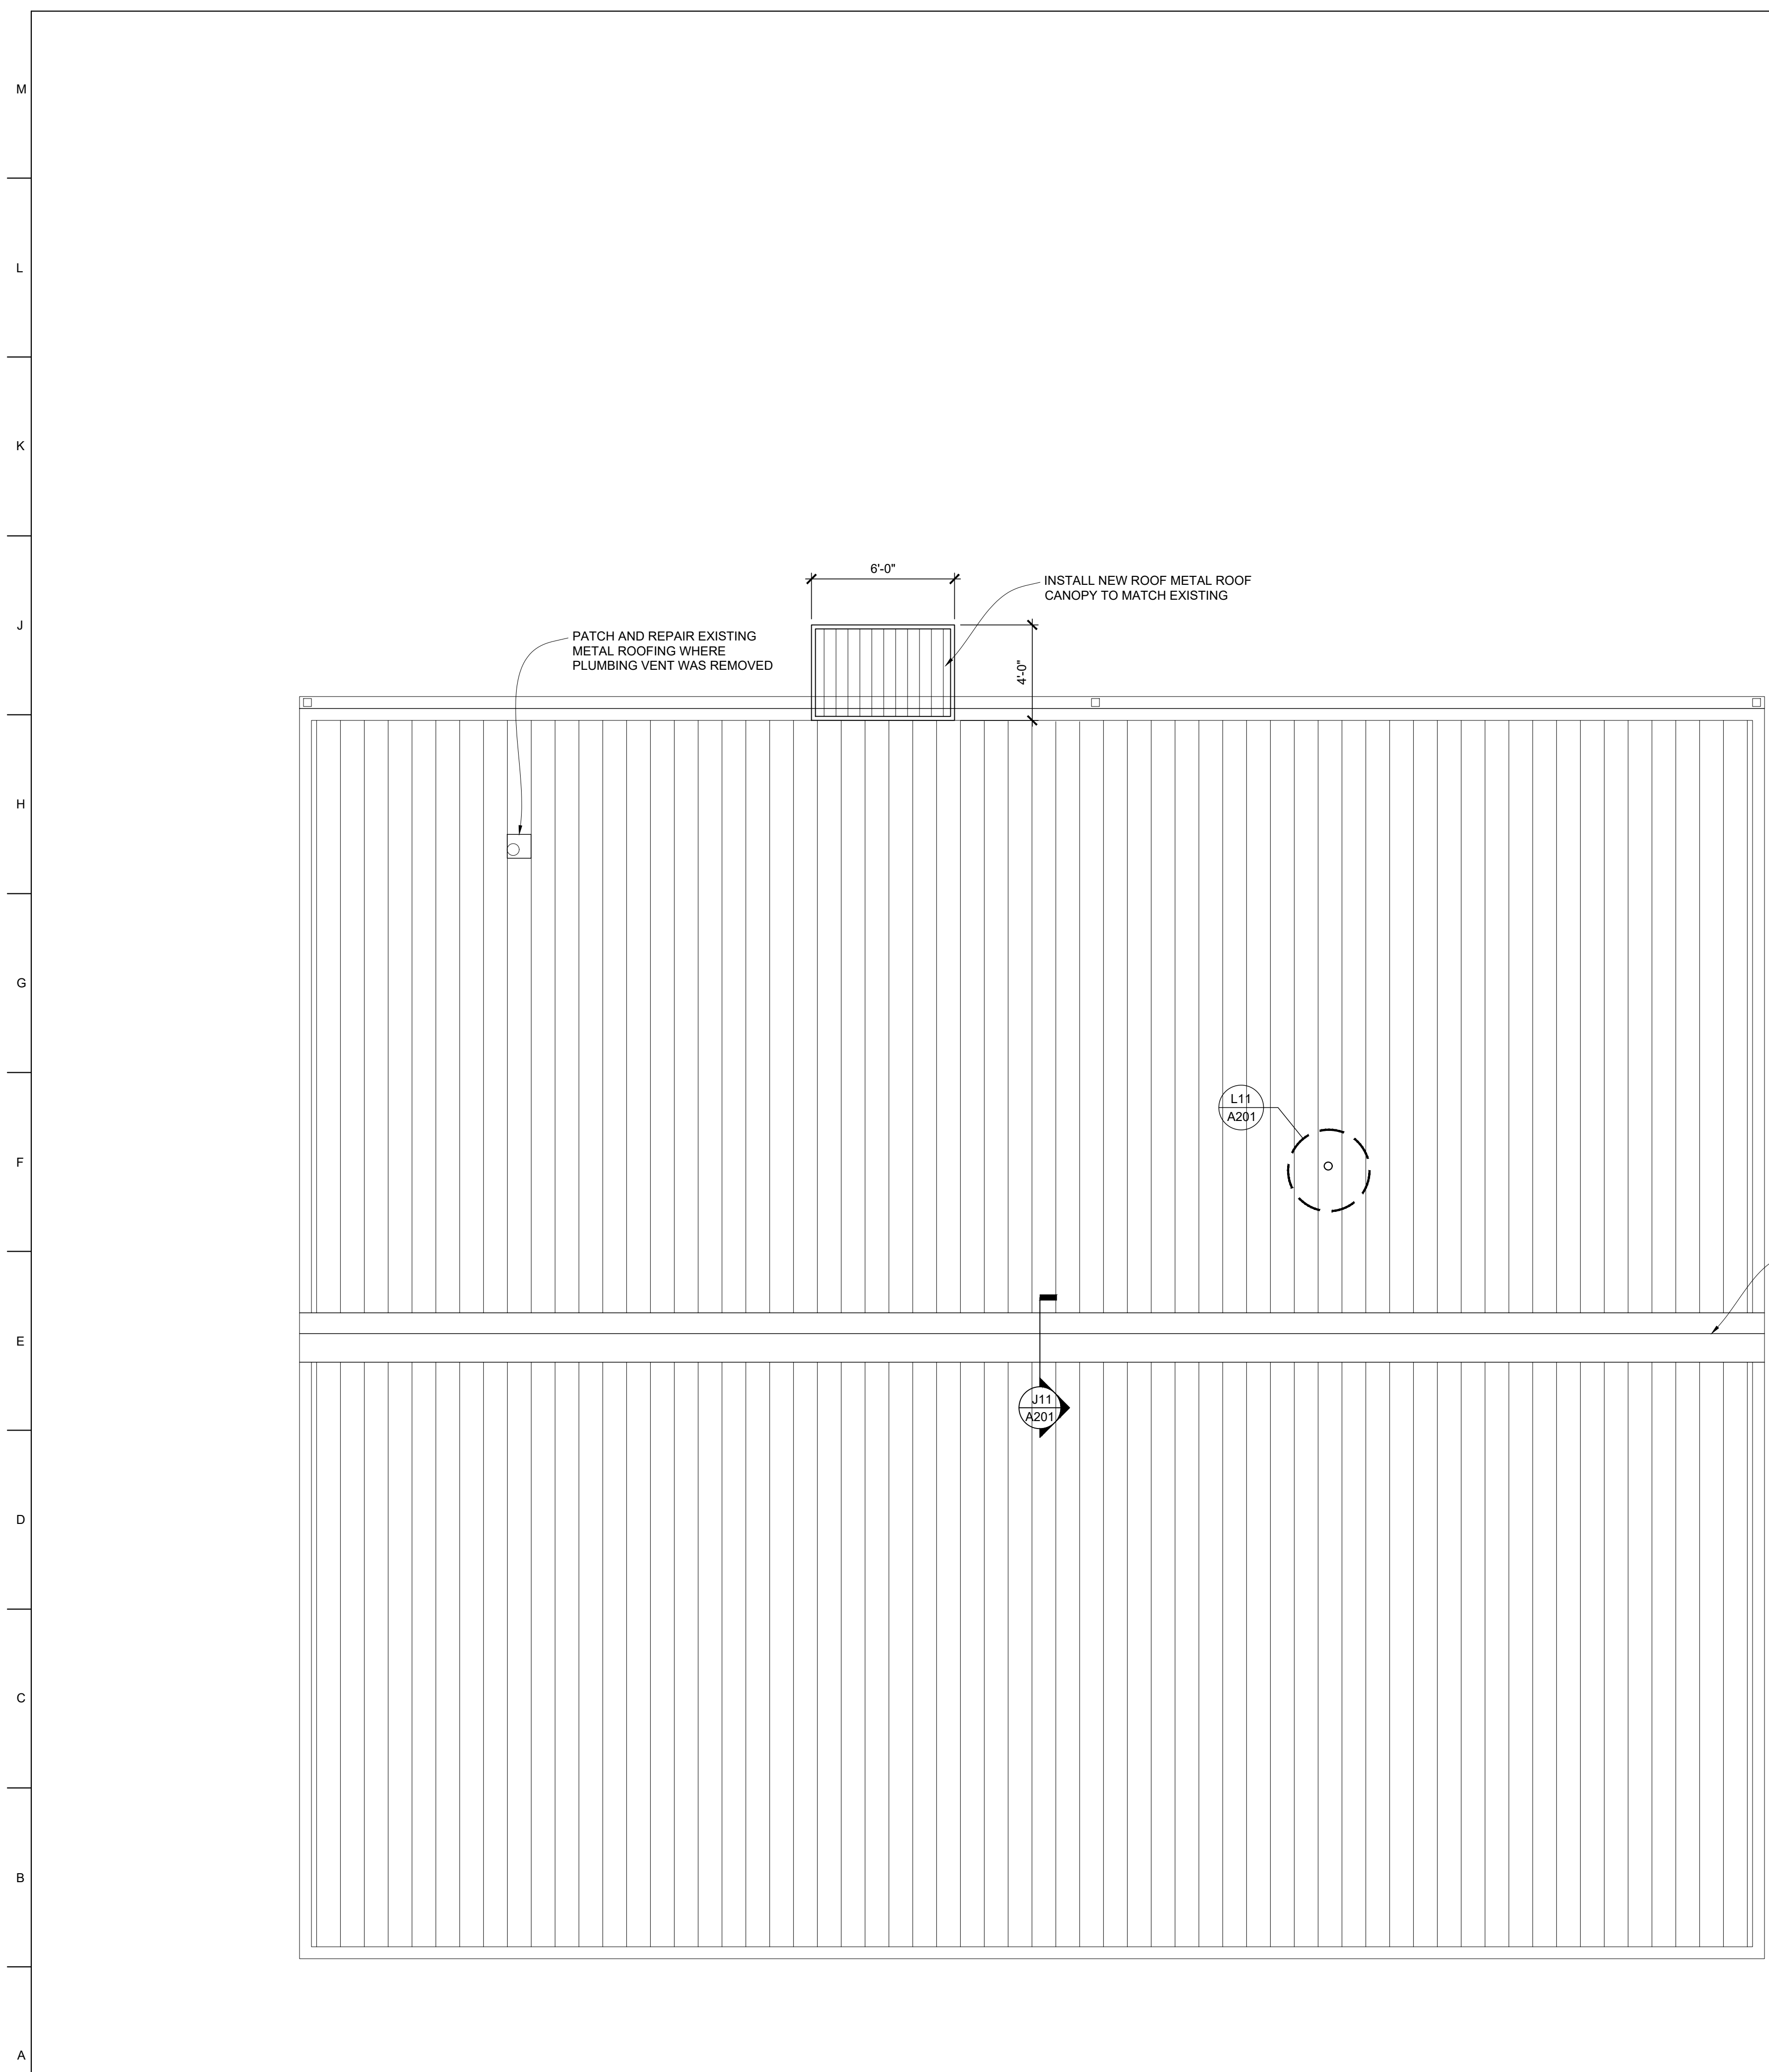 M
L
K
6'-0"
INSTALL NEW ROOF METAL ROOF
CANOPY TO MATCH EXISTING
J
PATCH AND REPAIR EXISTING
METAL ROOFING WHERE
PLUMBING VENT WAS REMOVED
4'-0"
H
G
L11
A201
F
E
J11
A201
D
C
B
A